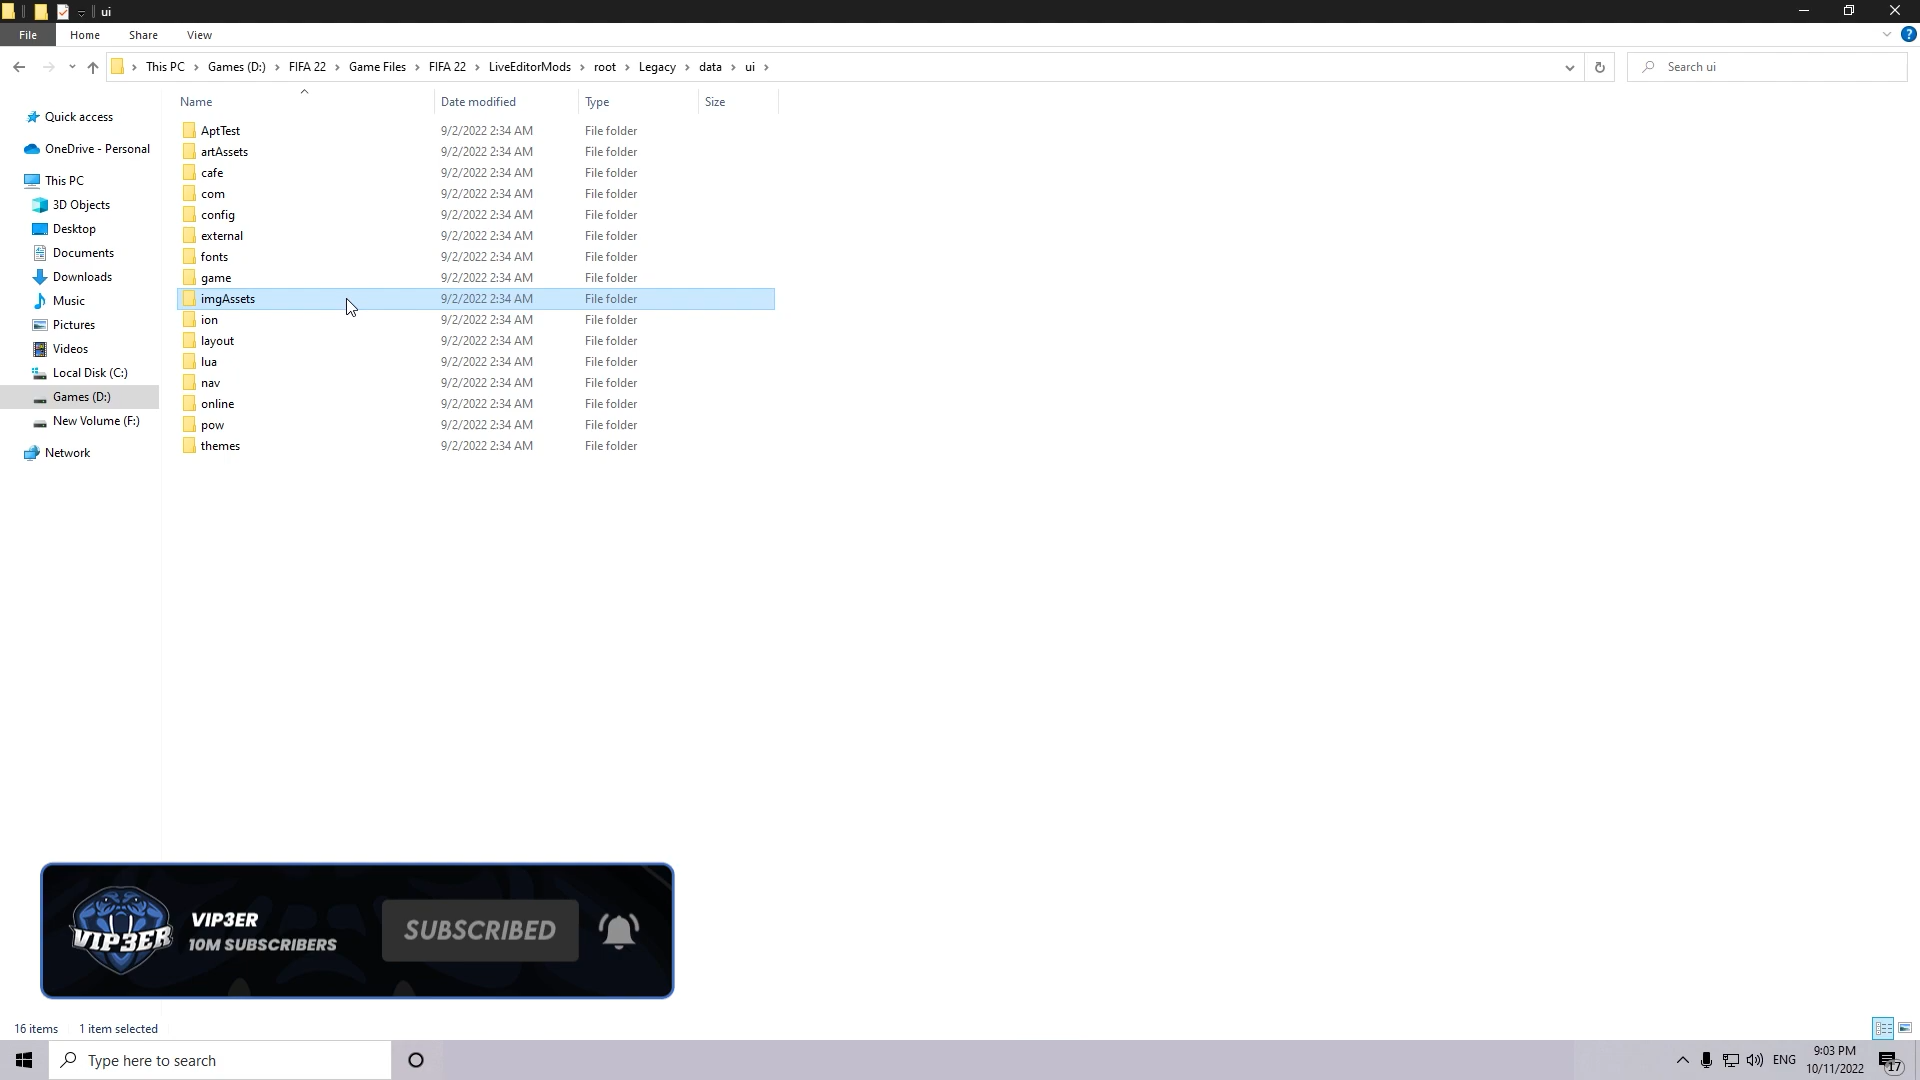 ui
File Home Share View
This PC Games (D:) FIFA 22 Game Files FIFA 22 LiveEditorMods root Legacy data ui
Search ui
Name Date modified Type Size
Quick access
OneDrive - Personal
This PC
3D Objects
Desktop
Documents
Downloads
Music
Pictures
Videos
Local Disk (C:)
Games (D:)
New Volume (F:)
Network
AptTest 9/2/2022 2:34 AM File folder
artAssets 9/2/2022 2:34 AM File folder
cafe 9/2/2022 2:34 AM File folder
com 9/2/2022 2:34 AM File folder
config 9/2/2022 2:34 AM File folder
external 9/2/2022 2:34 AM File folder
fonts 9/2/2022 2:34 AM File folder
game 9/2/2022 2:34 AM File folder
imgAssets 9/2/2022 2:34 AM File folder
ion 9/2/2022 2:34 AM File folder
layout 9/2/2022 2:34 AM File folder
lua 9/2/2022 2:34 AM File folder
nav 9/2/2022 2:34 AM File folder
online 9/2/2022 2:34 AM File folder
pow 9/2/2022 2:34 AM File folder
themes 9/2/2022 2:34 AM File folder
VIP3ER
VIP3ER
10M SUBSCRIBERS
SUBSCRIBED
16 items 1 item selected
Type here to search
ENG
9:03 PM
10/11/2022
17